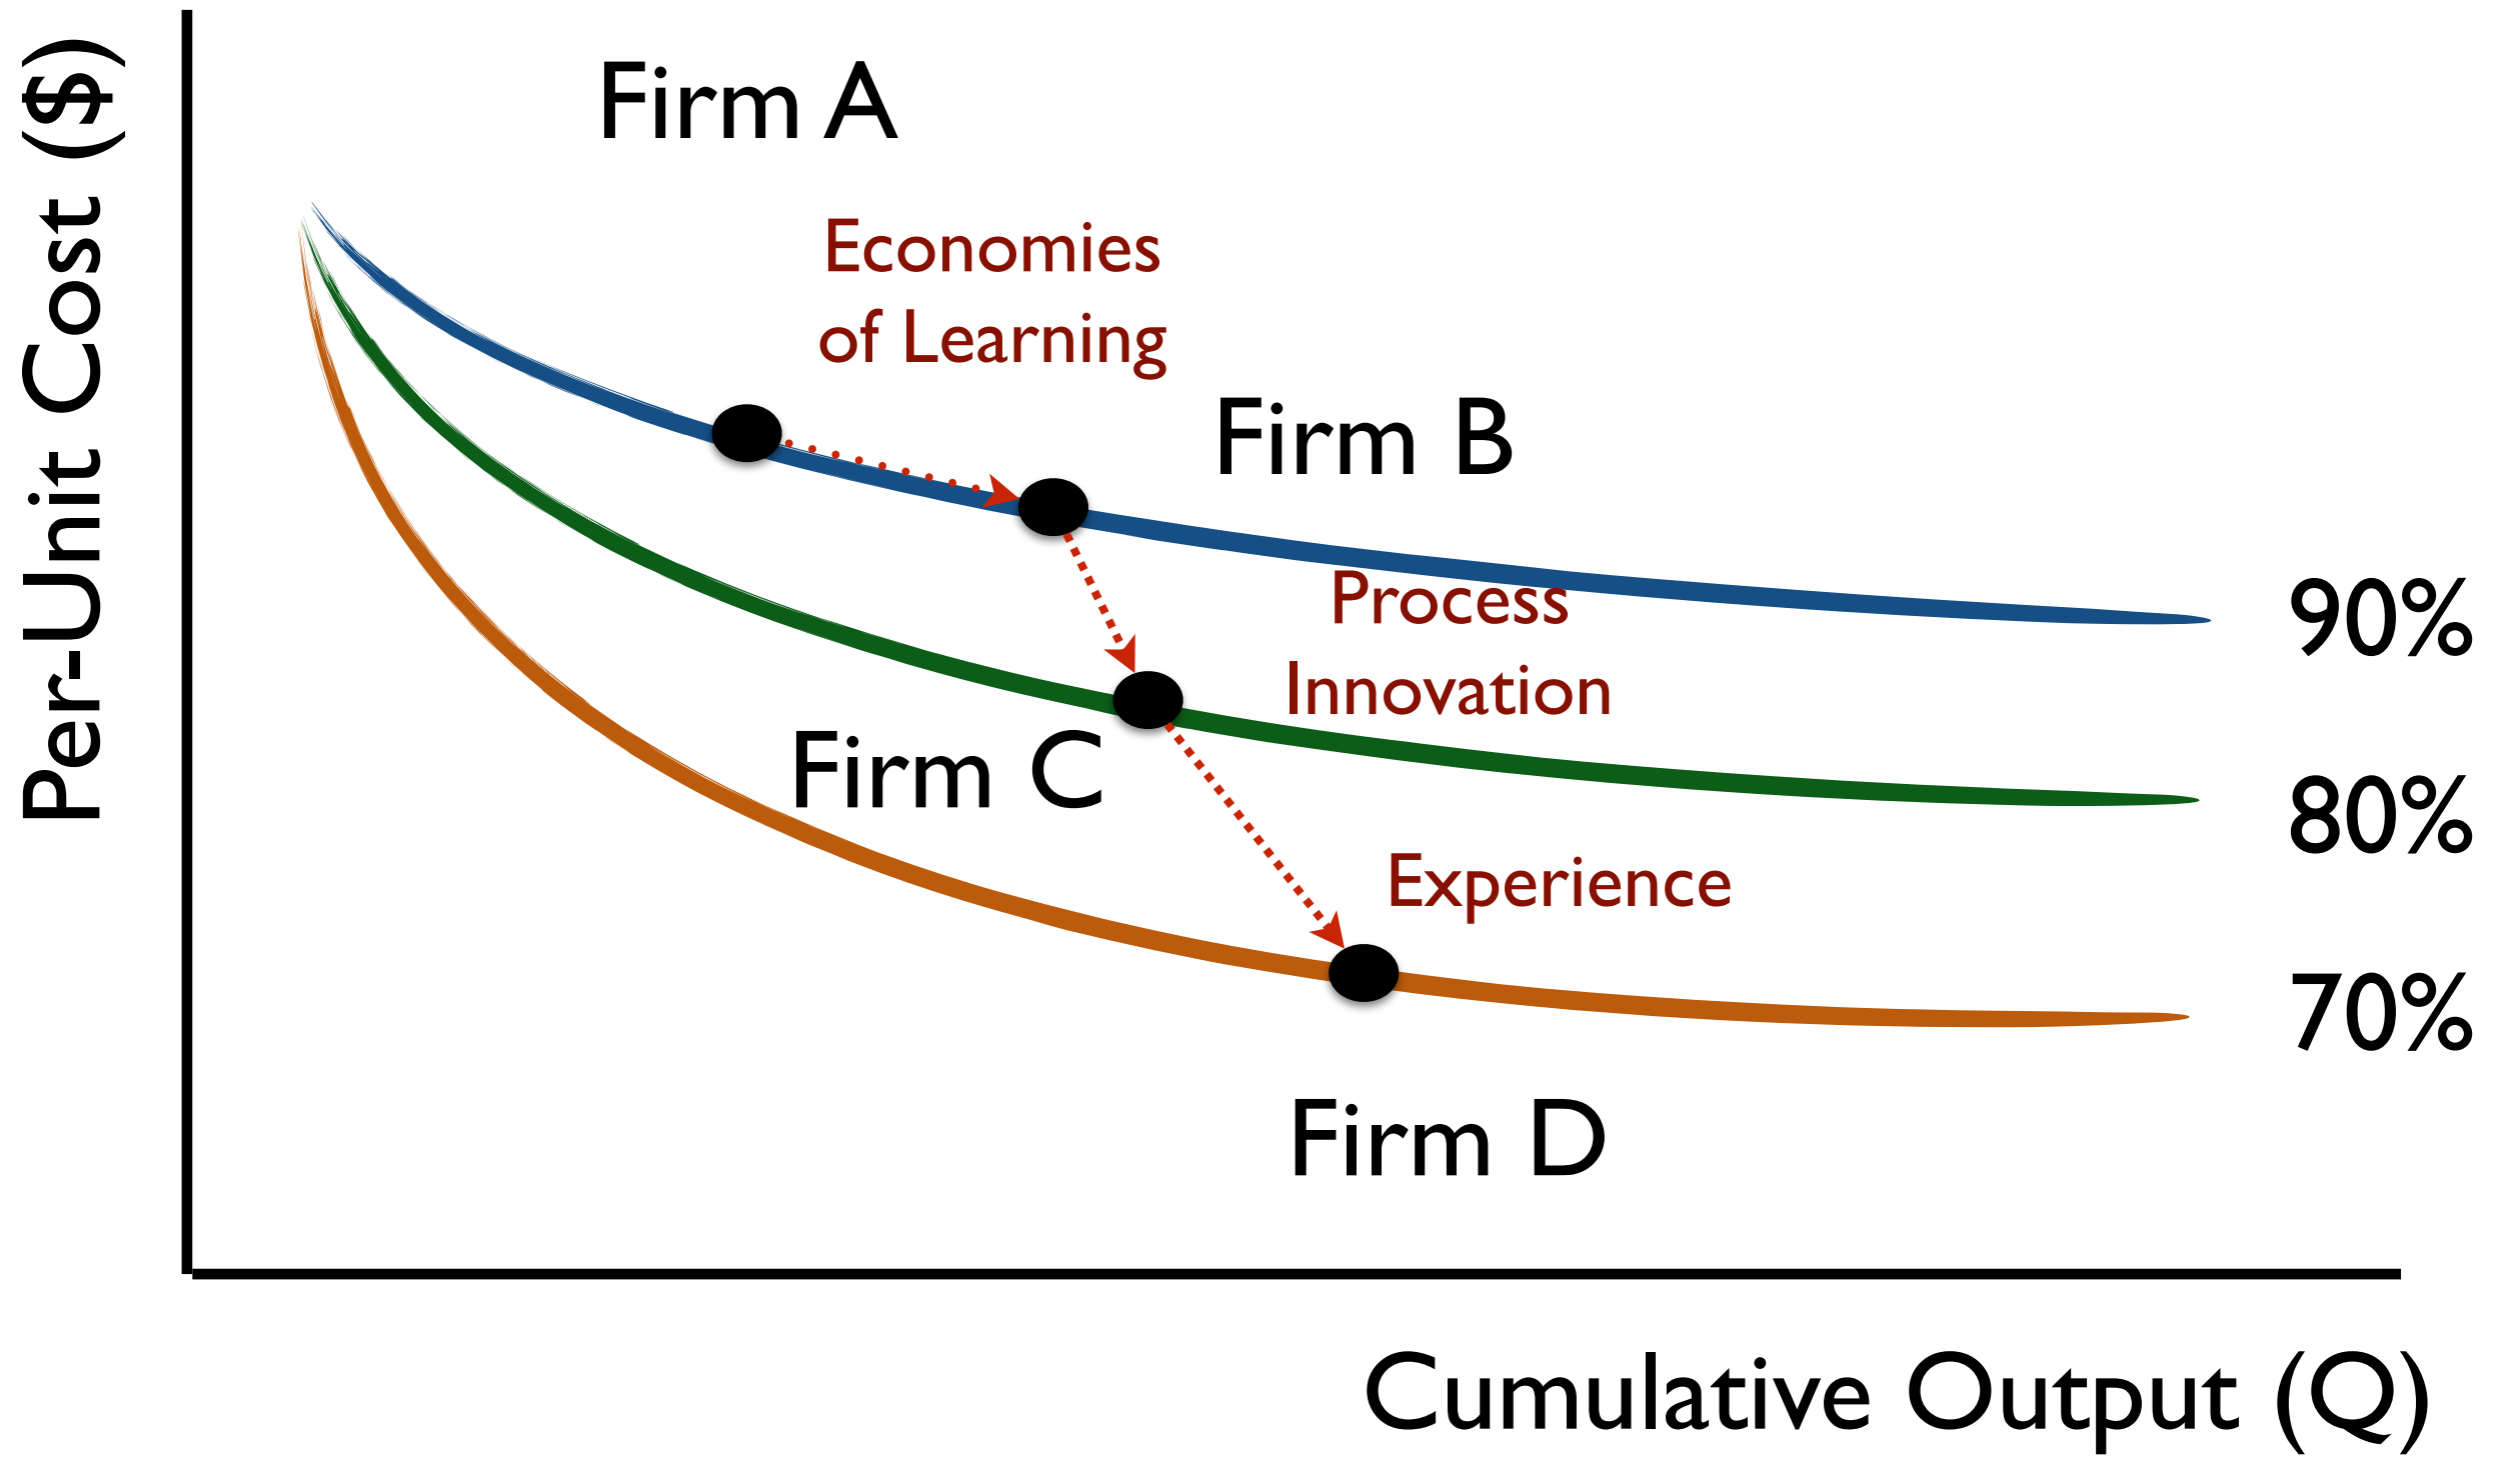 Per-Unit Cost ($)
Firm A
Economies
of Learning
Firm B
Process
Innovation
90%
Firm C
80%
Experience
70%
Firm D
Cumulative Output (Q)